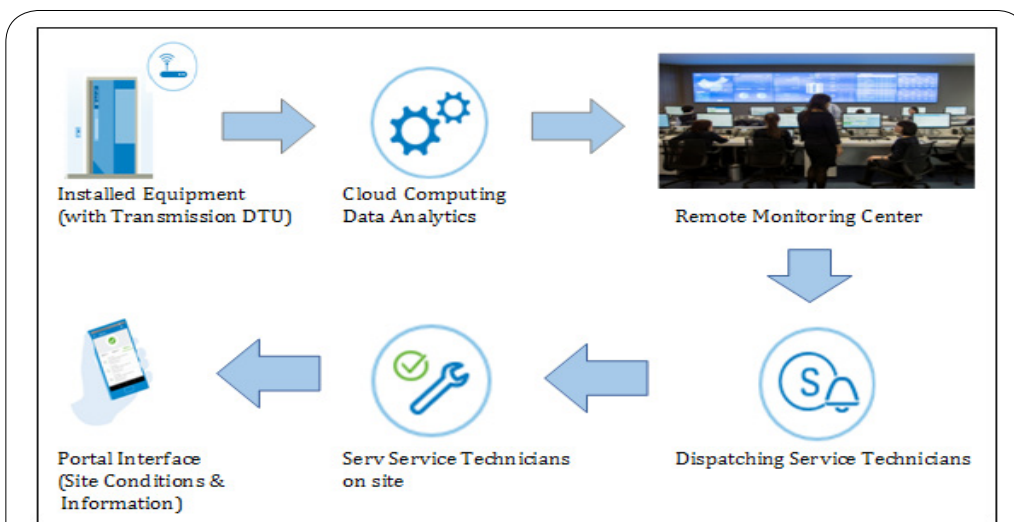 Installed Equipment
(with Transmission DTU)
Cloud Computing
Data Analytics
Remote Monitoring Center
Portal Interface
(Site Conditions &
Information)
Serv Service Technicians
on site
S
Dispatching Service Technicians